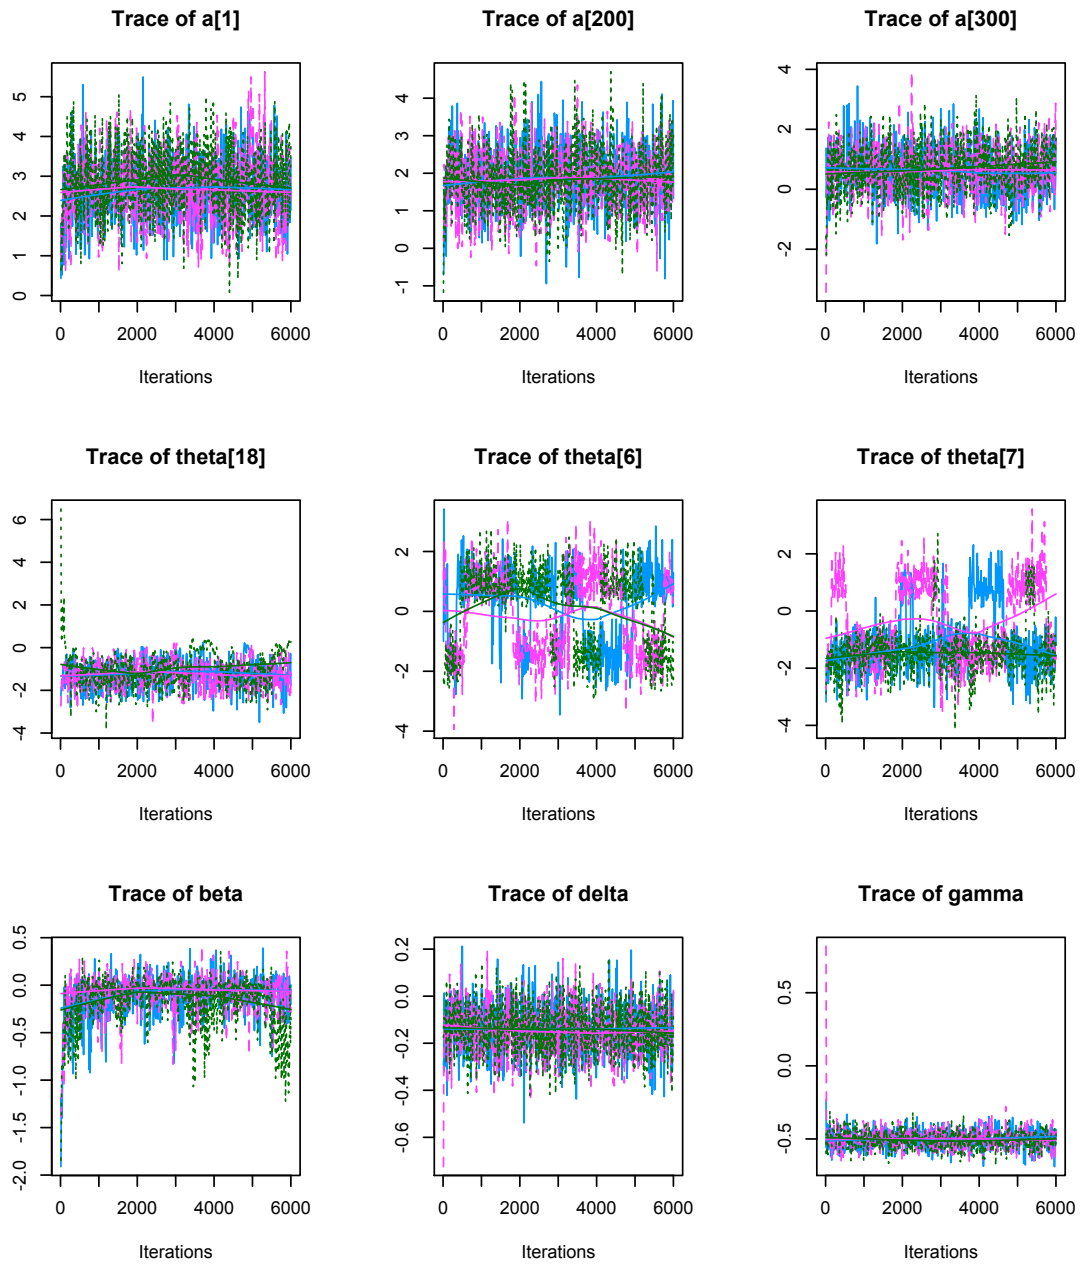 Trace of a[1] Trace of a[200] Trace of a[300]
5 4 3 2 1 0
4 3 2 1 0 -1
4 2 0 -2
0 2000 4000 6000 0 2000 4000 6000 0 2000 4000 6000
Iterations Iterations Iterations
Trace of theta[18] Trace of theta[6] Trace of theta[7]
6 4 2 0 -2 -4
2 0 -2 -4
2 0 -2 -4
0 2000 4000 6000 0 2000 4000 6000 0 2000 4000 6000
Iterations Iterations Iterations
Trace of beta Trace of delta Trace of gamma
0.5 0.0 -0.5 -1.0 -1.5 -2.0
0.2 0.0 -0.2 -0.4 -0.6
0.5 0.0 -0.5
0 2000 4000 6000 0 2000 4000 6000 0 2000 4000 6000
Iterations Iterations Iterations